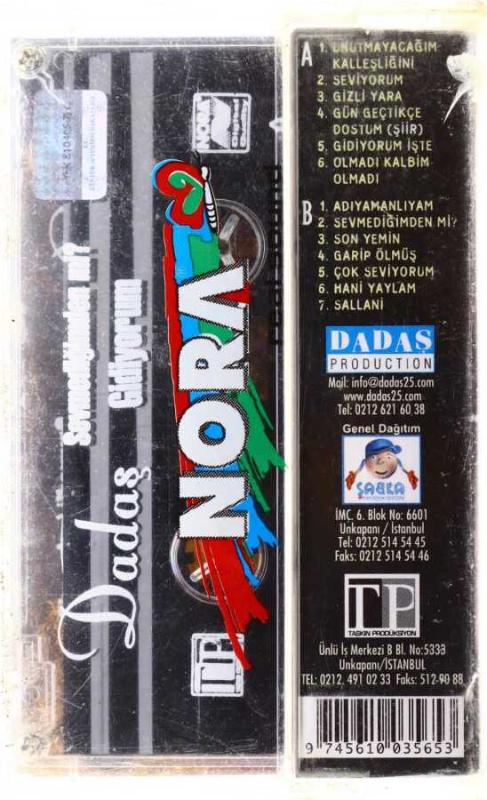 NORA
Sevmediğimden mi?
Gidiyorum
Dadaş
NORA
TP
A
1. UNUTMAYACAĞIM
KALLEŞLİĞİNİ
2. SEVİYORUM
3. GİZLİ YARA
4. GÜN GEÇTİKÇE
DOSTUM (ŞİİR)
5. GİDİYORUM İŞTE
6. OLMADI KALBİM
OLMADI
B
1. ADIYAMANLIYAM
2. SEVMEDİĞİMDEN Mİ?
3. SON YEMİN
4. GARİP ÖLMÜŞ
5. ÇOK SEVİYORUM
6. HANİ YAYLAM
7. SALLANİ
DADAŞ
PRODUCTION
Mail: info@dadas25.com
www.dadas25.com
Tel: 0212 621 60 38
Genel Dağıtım
ŞABLA
İMÇ. 6. Blok No: 6601
Unkapanı / İstanbul
Tel: 0212 514 54 45
Faks: 0212 514 54 46
TP
TAŞKIN PRODÜKSİYON
Ünlü İş Merkezi B Bl. No:5333
Unkapanı/İSTANBUL
TEL: 0212. 491 02 33 Faks: 512-90 88
9 745610 035653